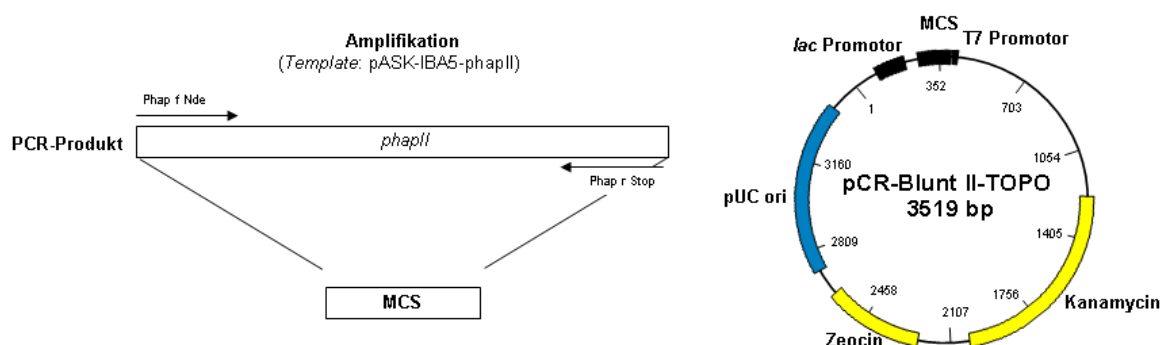 Amplifikation
(Template: pASK-IBA5-phapII)
Phap f Nde
PCR-Produkt
phapII
Phap r Stop
MCS
MCS
lac Promotor
T7 Promotor
352
1
703
1054
3160
pCR-Blunt II-TOPO
3519 bp
pUC ori
1405
2809
1756
Kanamycin
2458
2107
Zeocin